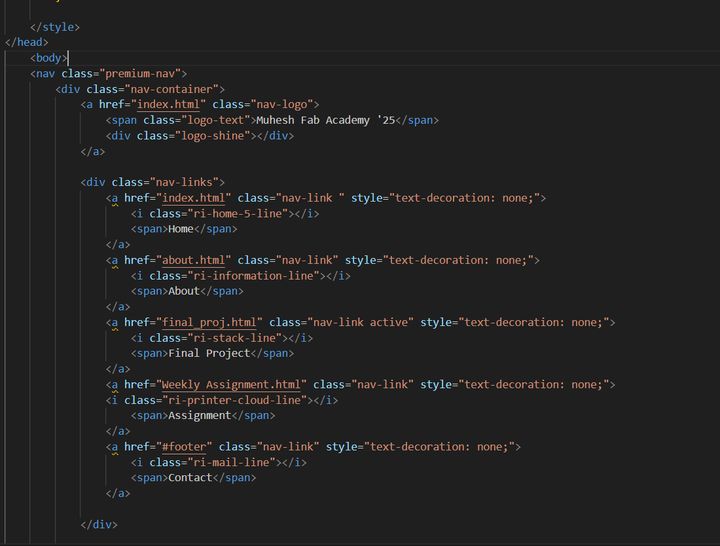 </style>
</head>
<body>
<nav class="premium-nav">
<div class="nav-container">
<a href="index.html" class="nav-logo">
<span class="logo-text">Muhesh Fab Academy '25</span>
<div class="logo-shine"></div>
</a>
<div class="nav-links">
<a href="index.html" class="nav-link " style="text-decoration: none;">
<i class="ri-home-5-line"></i>
<span>Home</span>
</a>
<a href="about.html" class="nav-link" style="text-decoration: none;">
<i class="ri-information-line"></i>
<span>About</span>
</a>
<a href="final_proj.html" class="nav-link active" style="text-decoration: none;">
<i class="ri-stack-line"></i>
<span>Final Project</span>
</a>
<a href="Weekly Assignment.html" class="nav-link" style="text-decoration: none;">
<i class="ri-printer-cloud-line"></i>
<span>Assignment</span>
</a>
<a href="#footer" class="nav-link" style="text-decoration: none;">
<i class="ri-mail-line"></i>
<span>Contact</span>
</a>
</div>